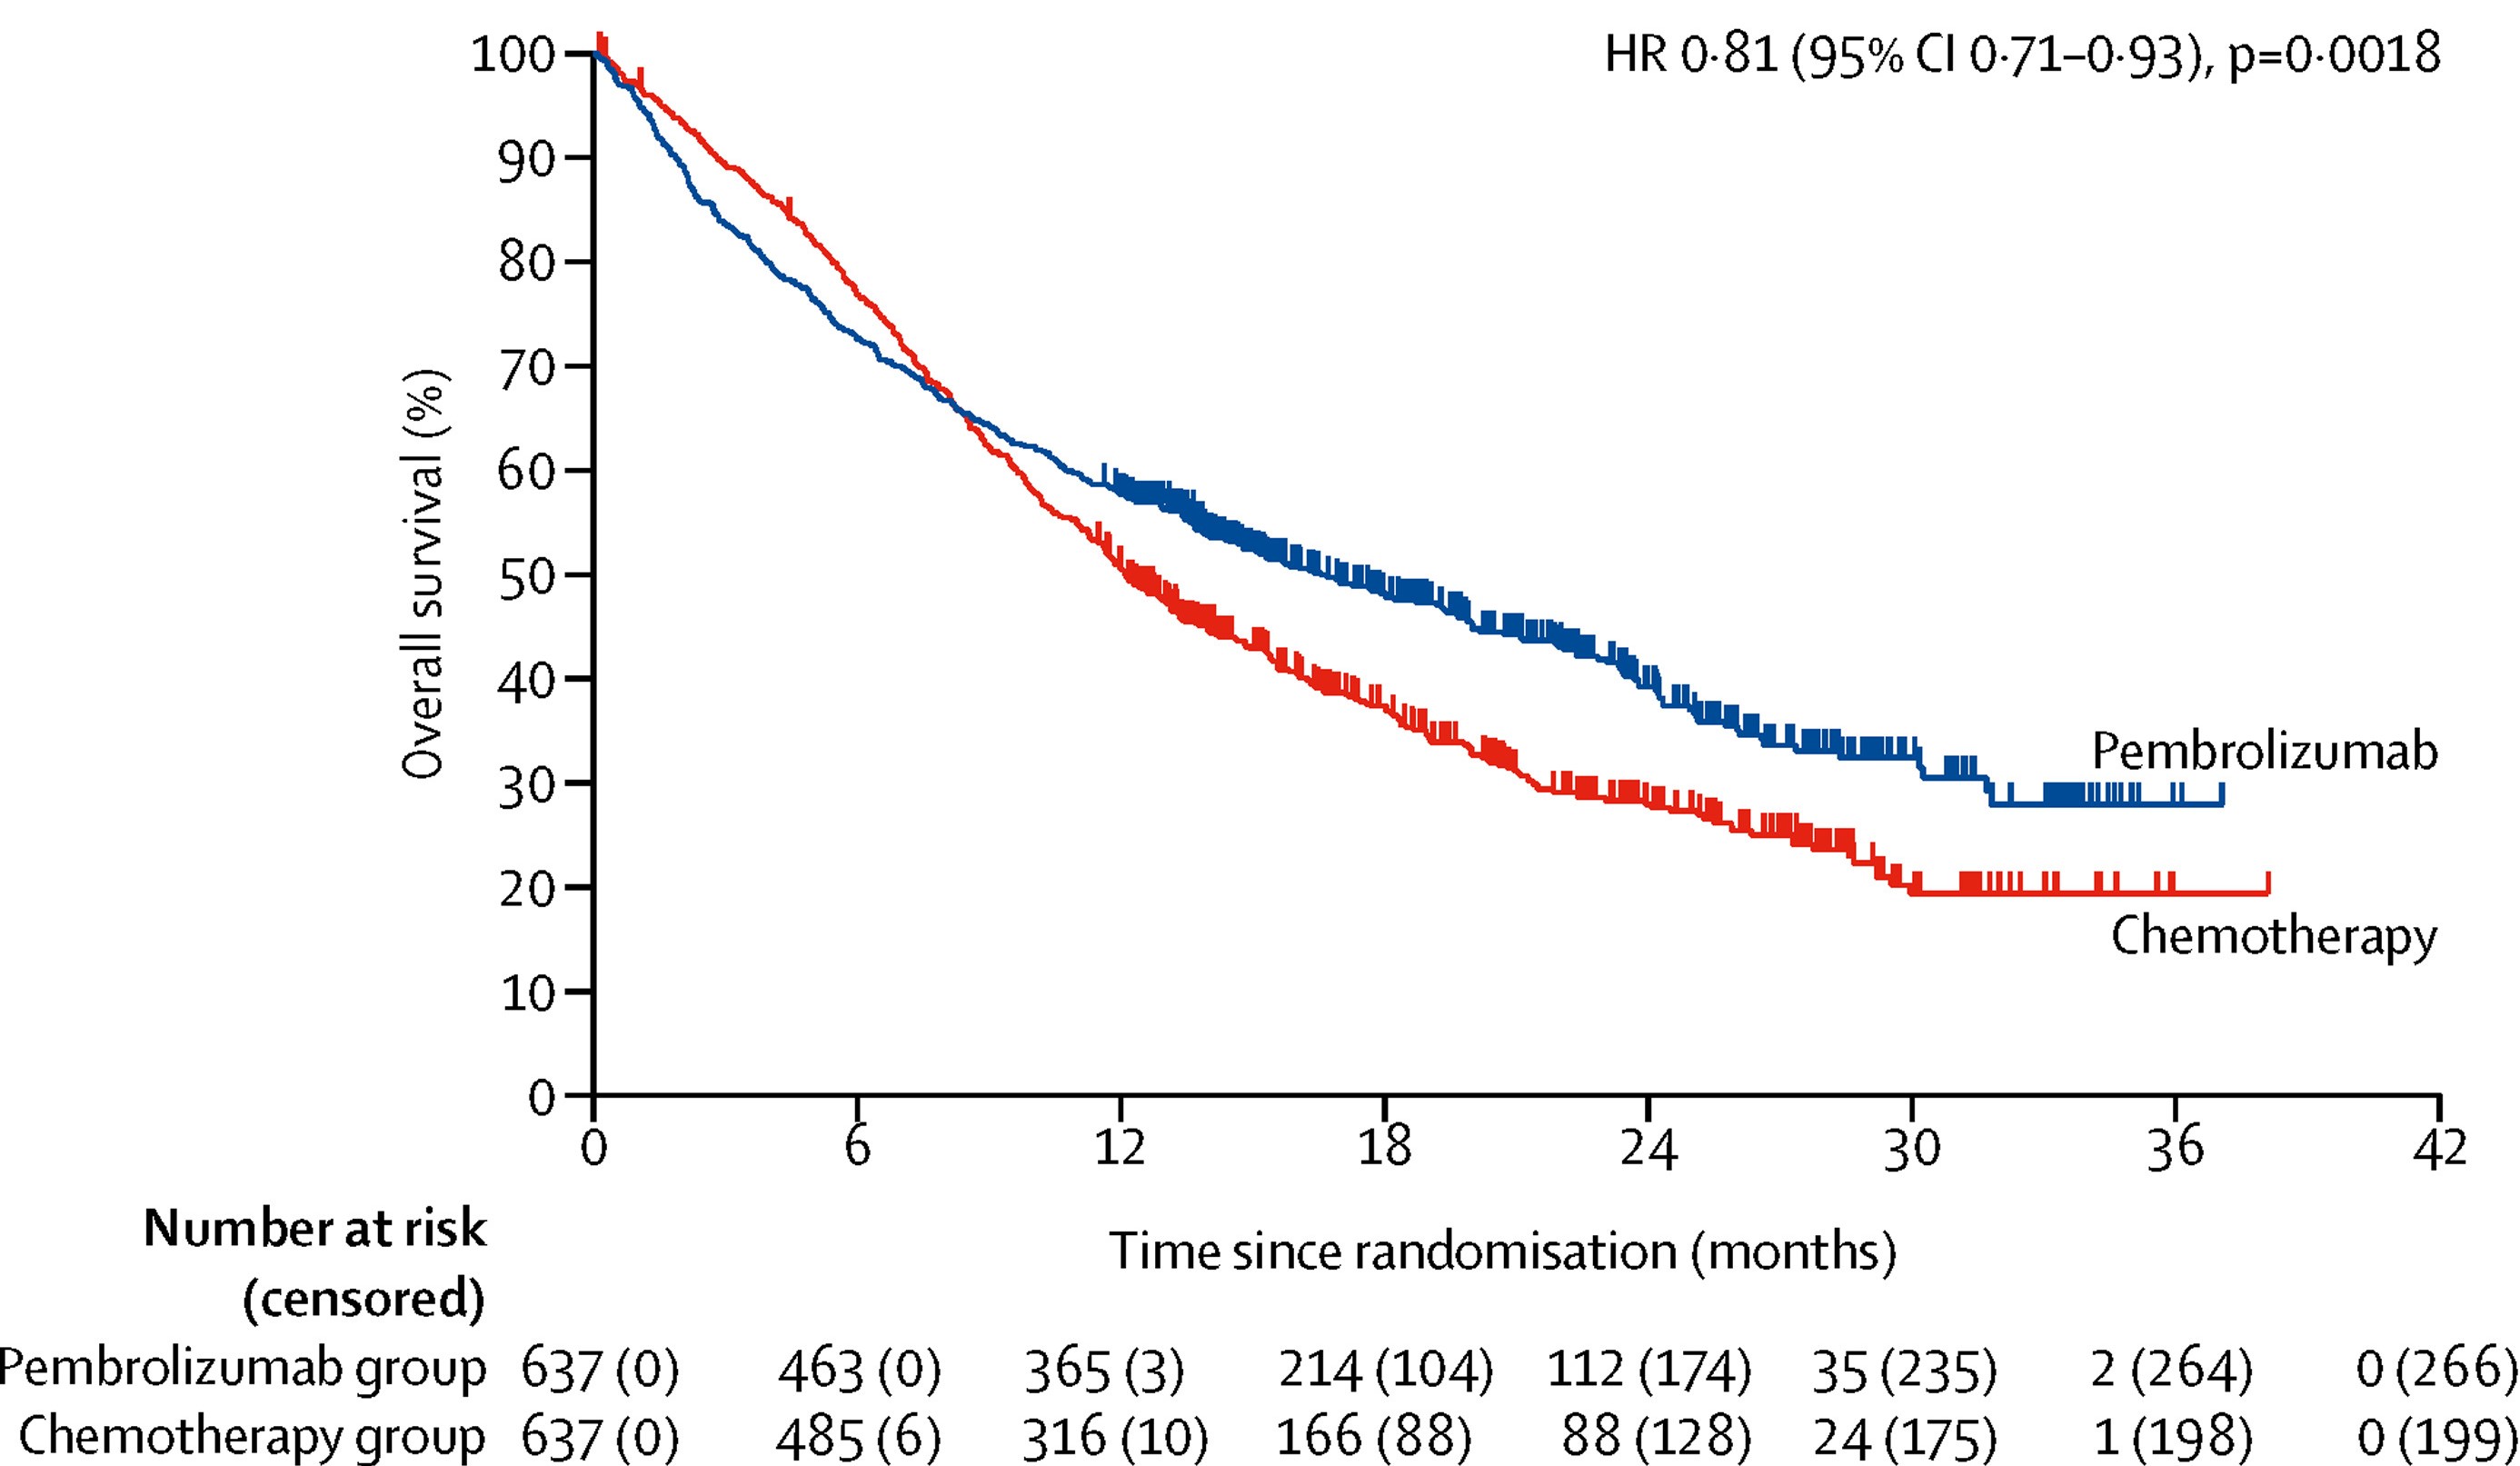 HR 0·81 (95% CI 0·71–0·93), p=0·0018
100
90
80
70
60
50
40
30
20
10
0
Overall survival (%)
Pembrolizumab
Chemotherapy
0 6 12 18 24 30 36 42
Time since randomisation (months)
Number at risk
(censored)
Pembrolizumab group 637 (0) 463 (0) 365 (3) 214 (104) 112 (174) 35 (235) 2 (264) 0 (266)
Chemotherapy group 637 (0) 485 (6) 316 (10) 166 (88) 88 (128) 24 (175) 1 (198) 0 (199)